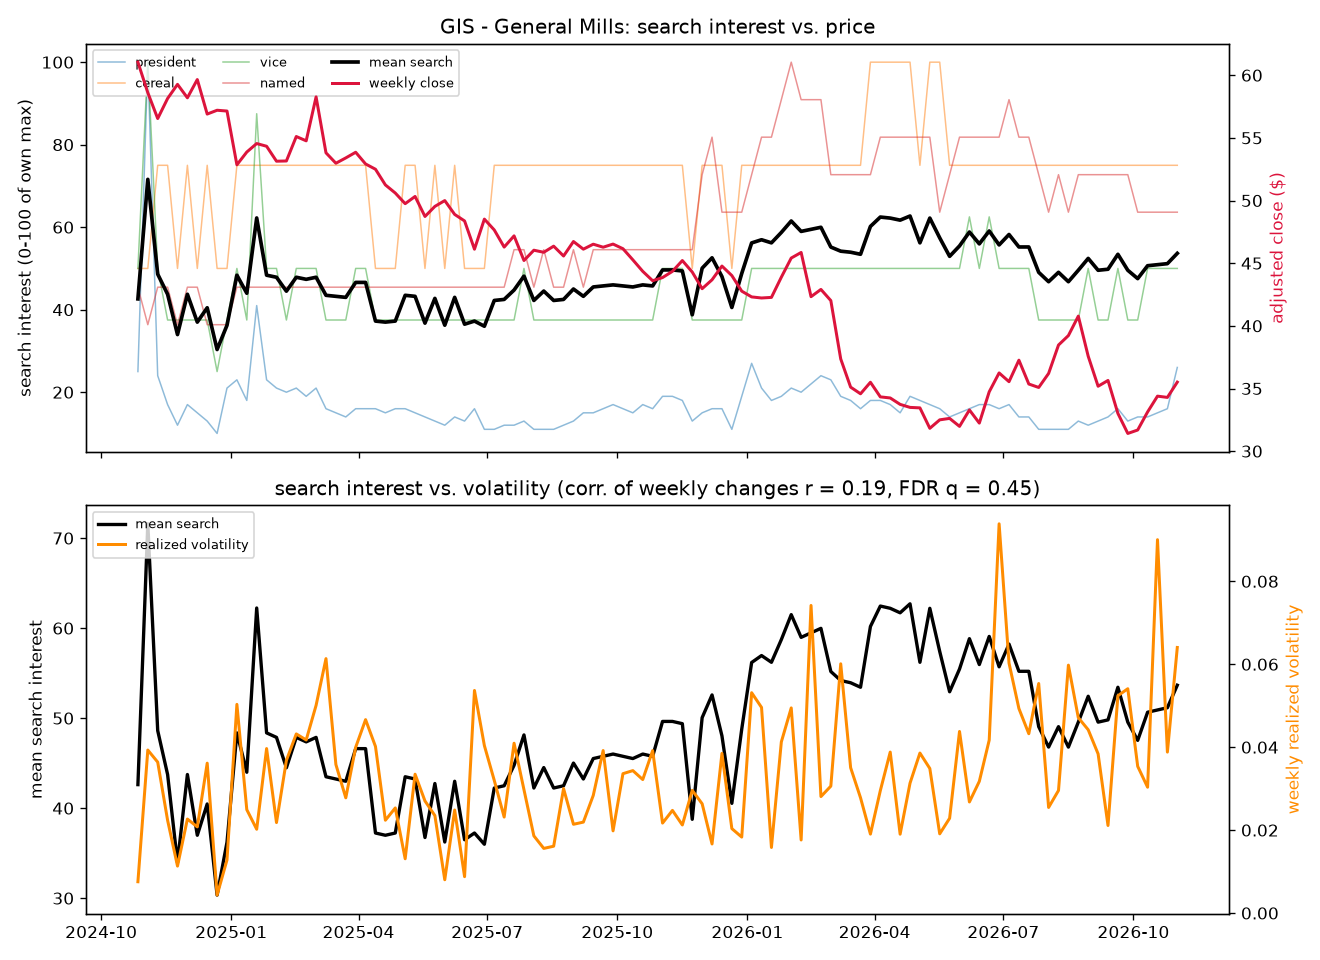 GIS - General Mills: search interest vs. price
president
cereal
vice
named
mean search
weekly close
100
80
60
40
20
search interest (0-100 of own max)
60
55
50
45
40
35
30
adjusted close ($)
search interest vs. volatility (corr. of weekly changes r = 0.19, FDR q = 0.45)
mean search
realized volatility
70
60
50
40
30
mean search interest
0.08
0.06
0.04
0.02
0.00
weekly realized volatility
2024-10
2025-01
2025-04
2025-07
2025-10
2026-01
2026-04
2026-07
2026-10